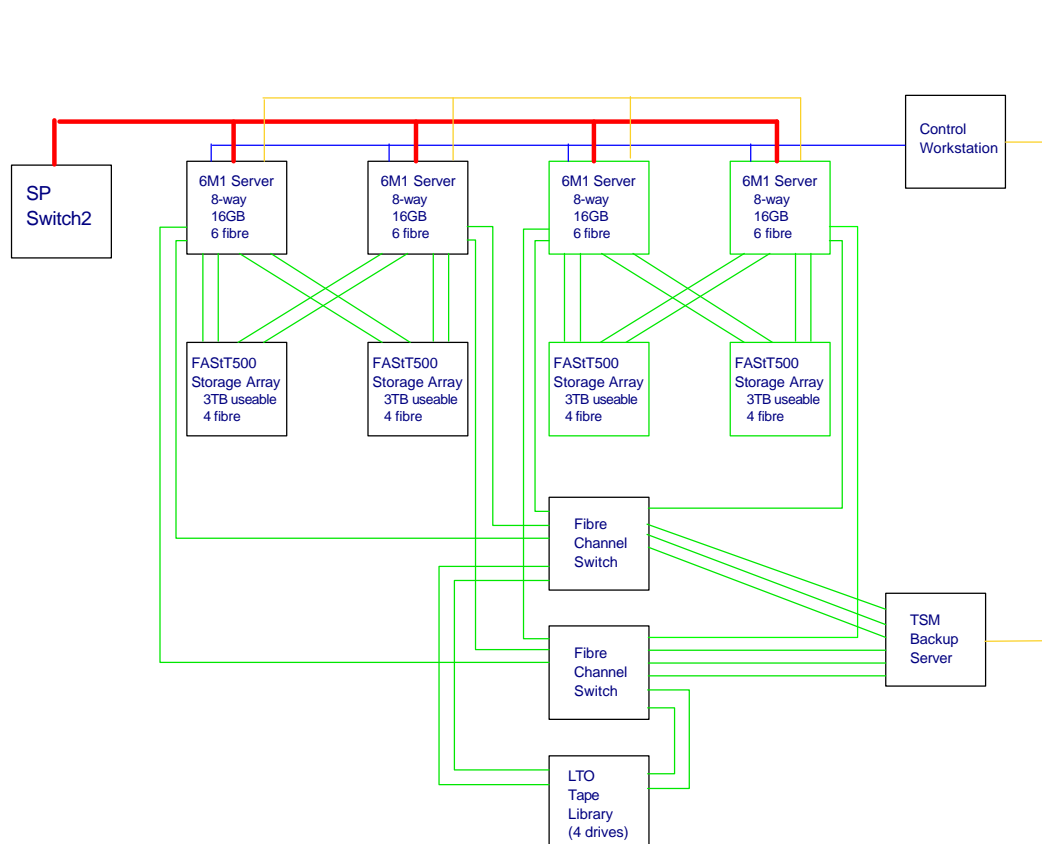 Control
Workstation
SP
Switch2
6M1 Server
8-way
16GB
6 fibre
6M1 Server
8-way
16GB
6 fibre
6M1 Server
8-way
16GB
6 fibre
6M1 Server
8-way
16GB
6 fibre
FAStT500
Storage Array
3TB useable
4 fibre
FAStT500
Storage Array
3TB useable
4 fibre
FAStT500
Storage Array
3TB useable
4 fibre
FAStT500
Storage Array
3TB useable
4 fibre
Fibre
Channel
Switch
TSM
Backup
Server
Fibre
Channel
Switch
LTO
Tape
Library
(4 drives)